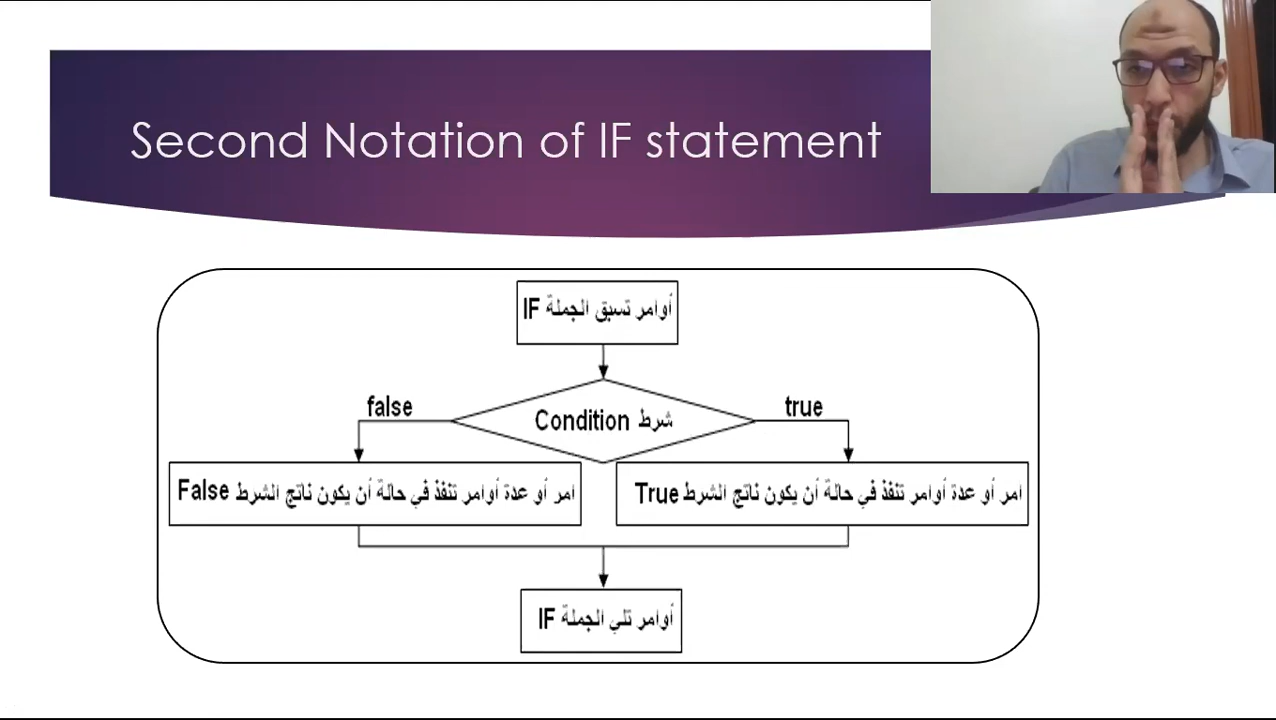 Second Notation of IF statement
أوامر تسبق الجملة IF
false
true
شرط Condition
امر أو عدة أوامر تنفذ في حالة أن يكون ناتج الشرط False
امر أو عدة أوامر تنفذ في حالة أن يكون ناتج الشرط True
أوامر تلي الجملة IF